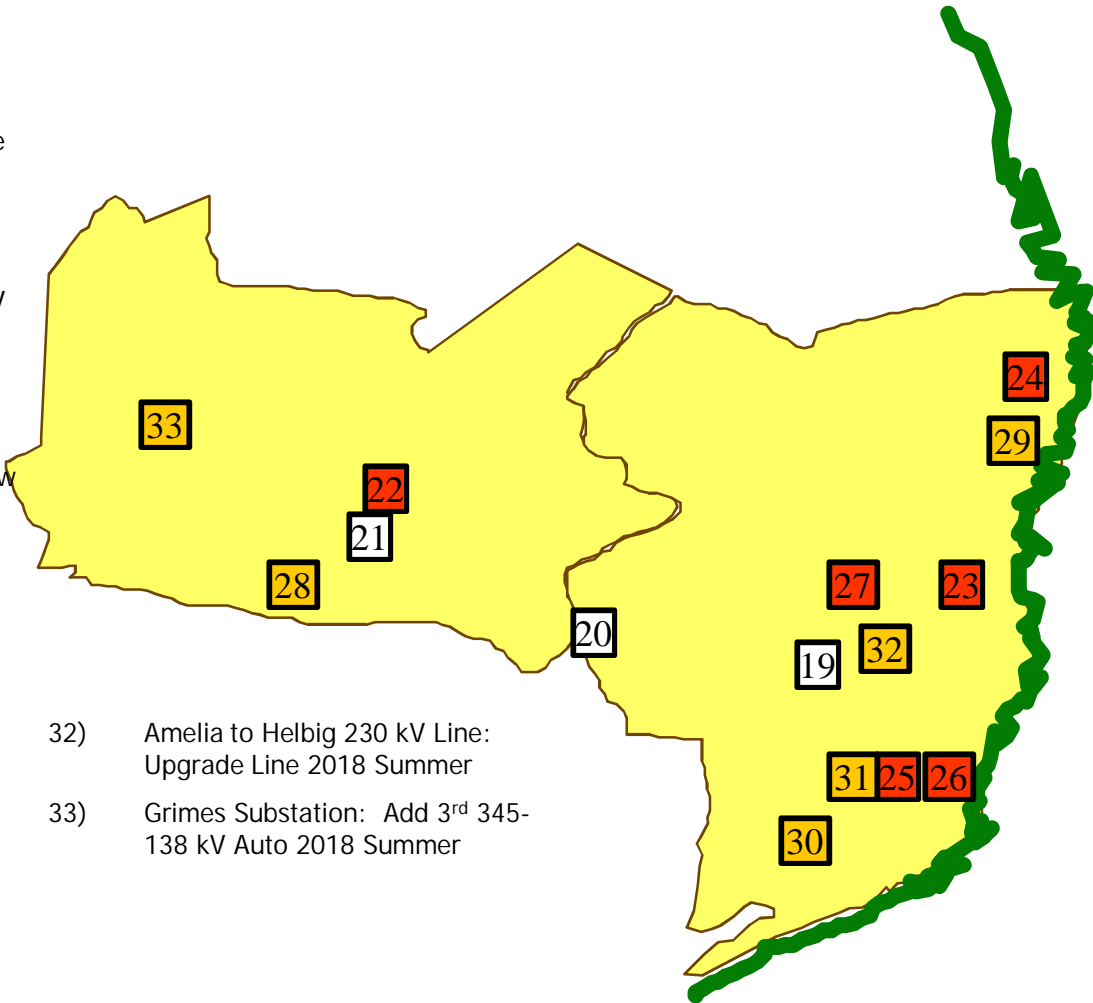 e
24
33
29
w
22
21
28
27
23
20
32
19
32) Amelia to Helbig 230 kV Line:
Upgrade Line 2018 Summer
31
25
26
33) Grimes Substation: Add 3rd 345-
138 kV Auto 2018 Summer
30